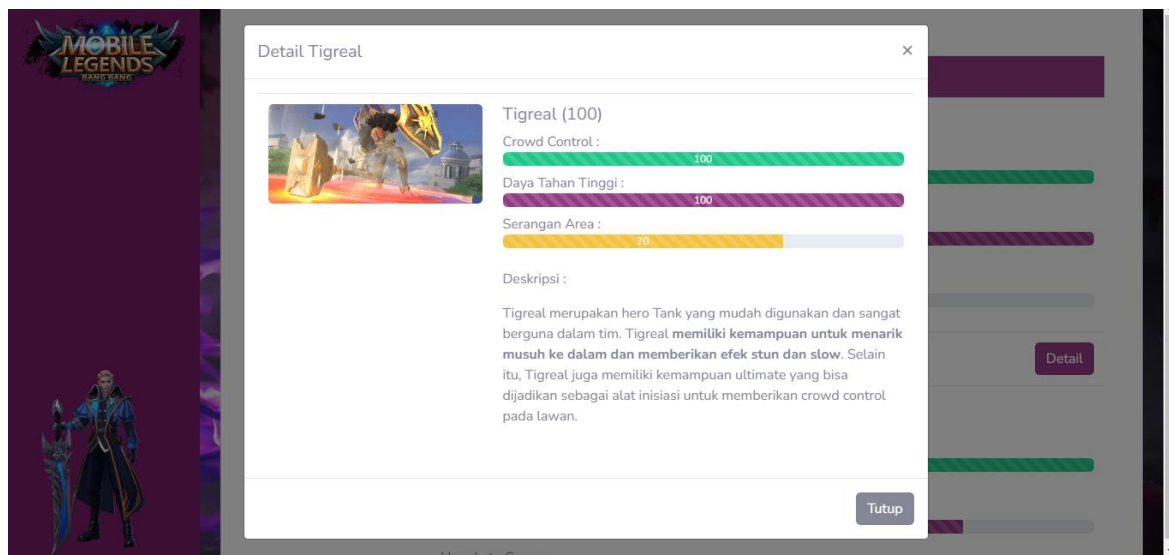 MOBILE
LEGENDS
BANG BANG
Detail Tigreal
×
Tigreal (100)
Crowd Control :
100
Daya Tahan Tinggi :
100
Serangan Area :
70
Deskripsi :
Tigreal merupakan hero Tank yang mudah digunakan dan sangat
berguna dalam tim. Tigreal memiliki kemampuan untuk menarik
musuh ke dalam dan memberikan efek stun dan slow. Selain
itu, Tigreal juga memiliki kemampuan ultimate yang bisa
dijadikan sebagai alat inisiasi untuk memberikan crowd control
pada lawan.
Detail
Tutup